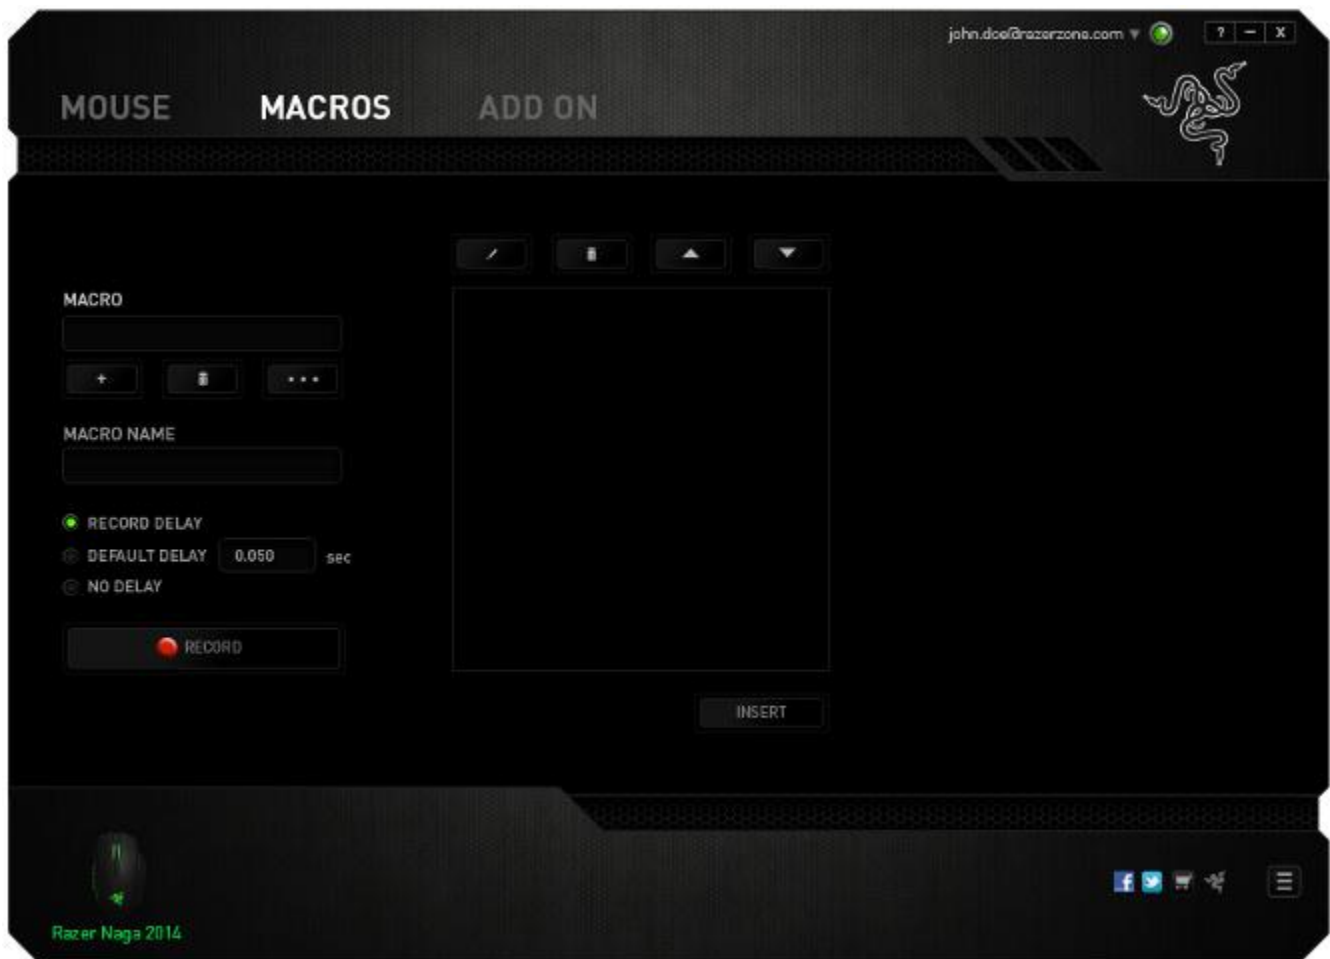 john.doe@razerzone.com
? – X
MOUSE MACROS ADD ON
MACRO
+ •••
MACRO NAME
RECORD DELAY
DEFAULT DELAY 0.050 sec
NO DELAY
RECORD
INSERT
Razer Naga 2014